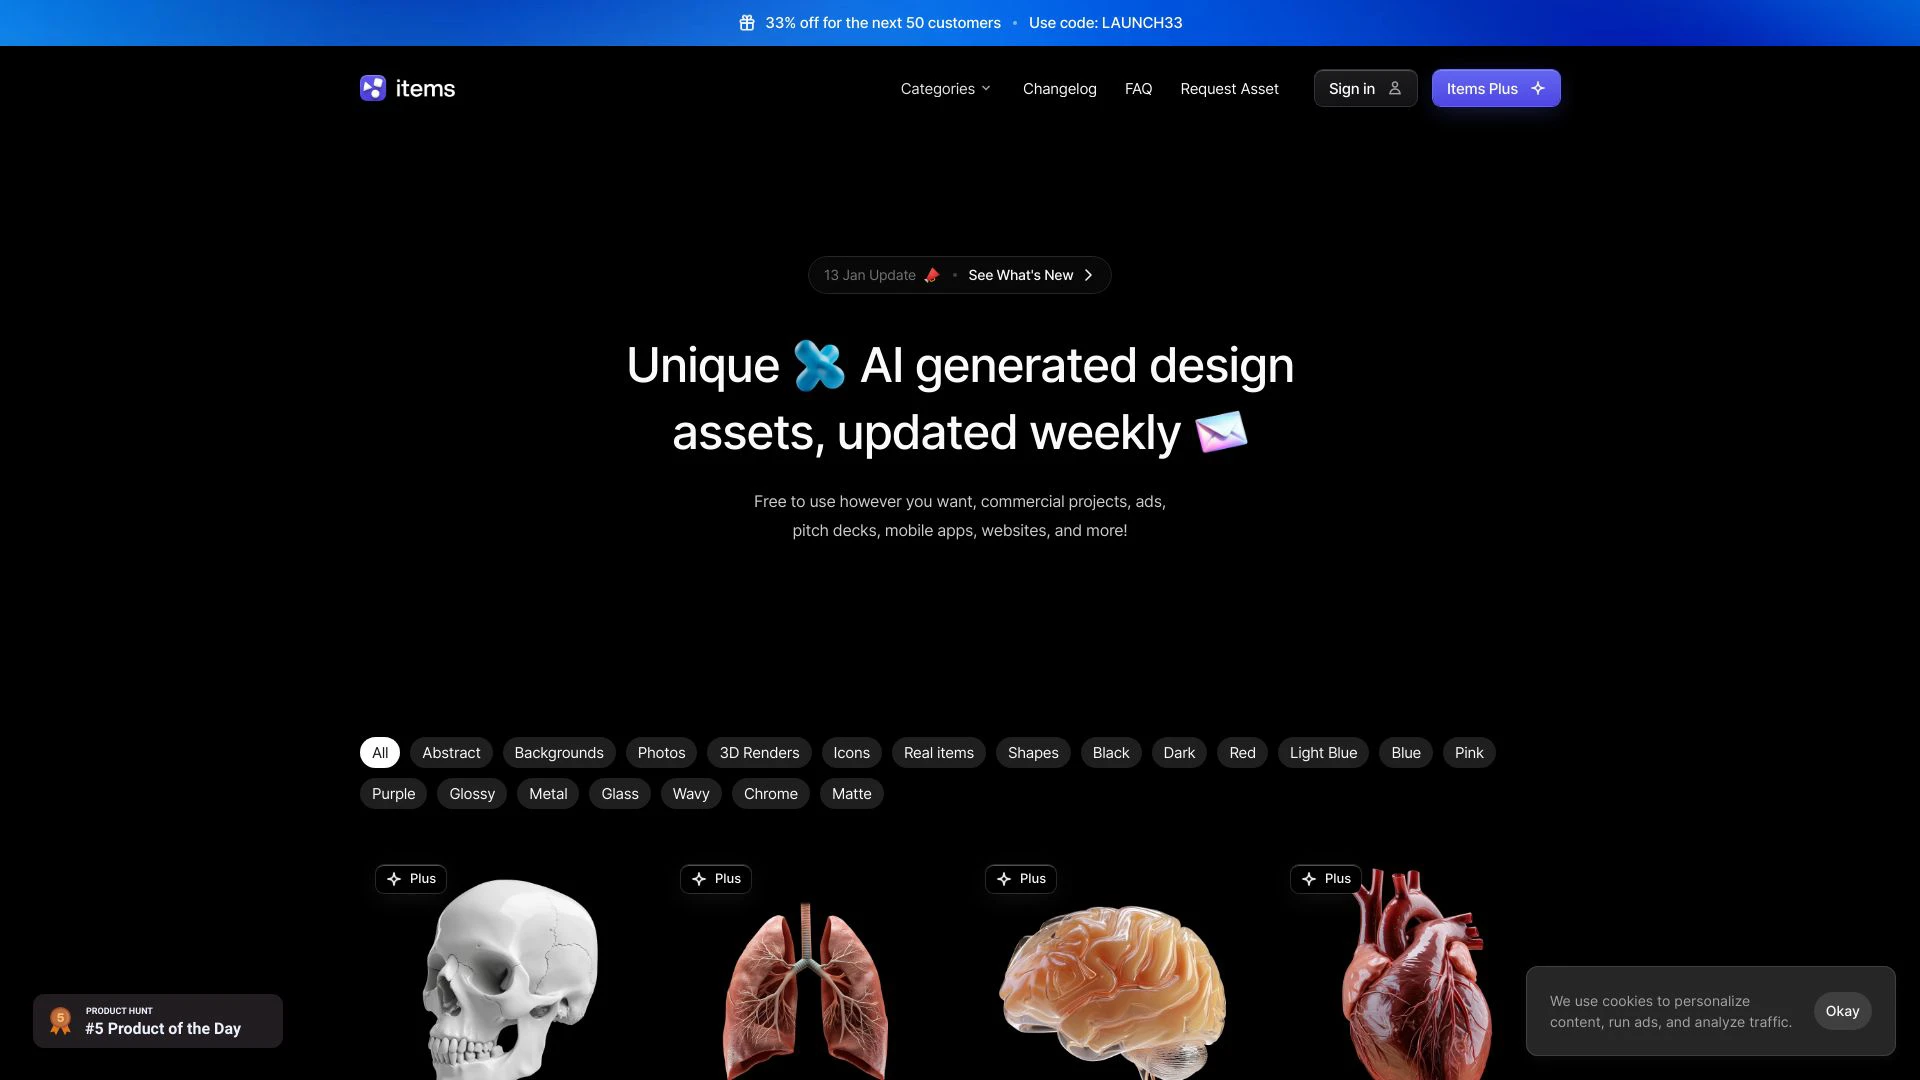 33% off for the next 50 customers • Use code: LAUNCH33
items
Categories
Changelog
FAQ
Request Asset
Sign in
Items Plus
13 Jan Update • See What's New
Unique AI generated design
assets, updated weekly
Free to use however you want, commercial projects, ads,
pitch decks, mobile apps, websites, and more!
All
Abstract
Backgrounds
Photos
3D Renders
Icons
Real items
Shapes
Black
Dark
Red
Light Blue
Blue
Pink
Purple
Glossy
Metal
Glass
Wavy
Chrome
Matte
Plus
Plus
Plus
Plus
5
PRODUCT HUNT
#5 Product of the Day
We use cookies to personalize
content, run ads, and analyze traffic.
Okay